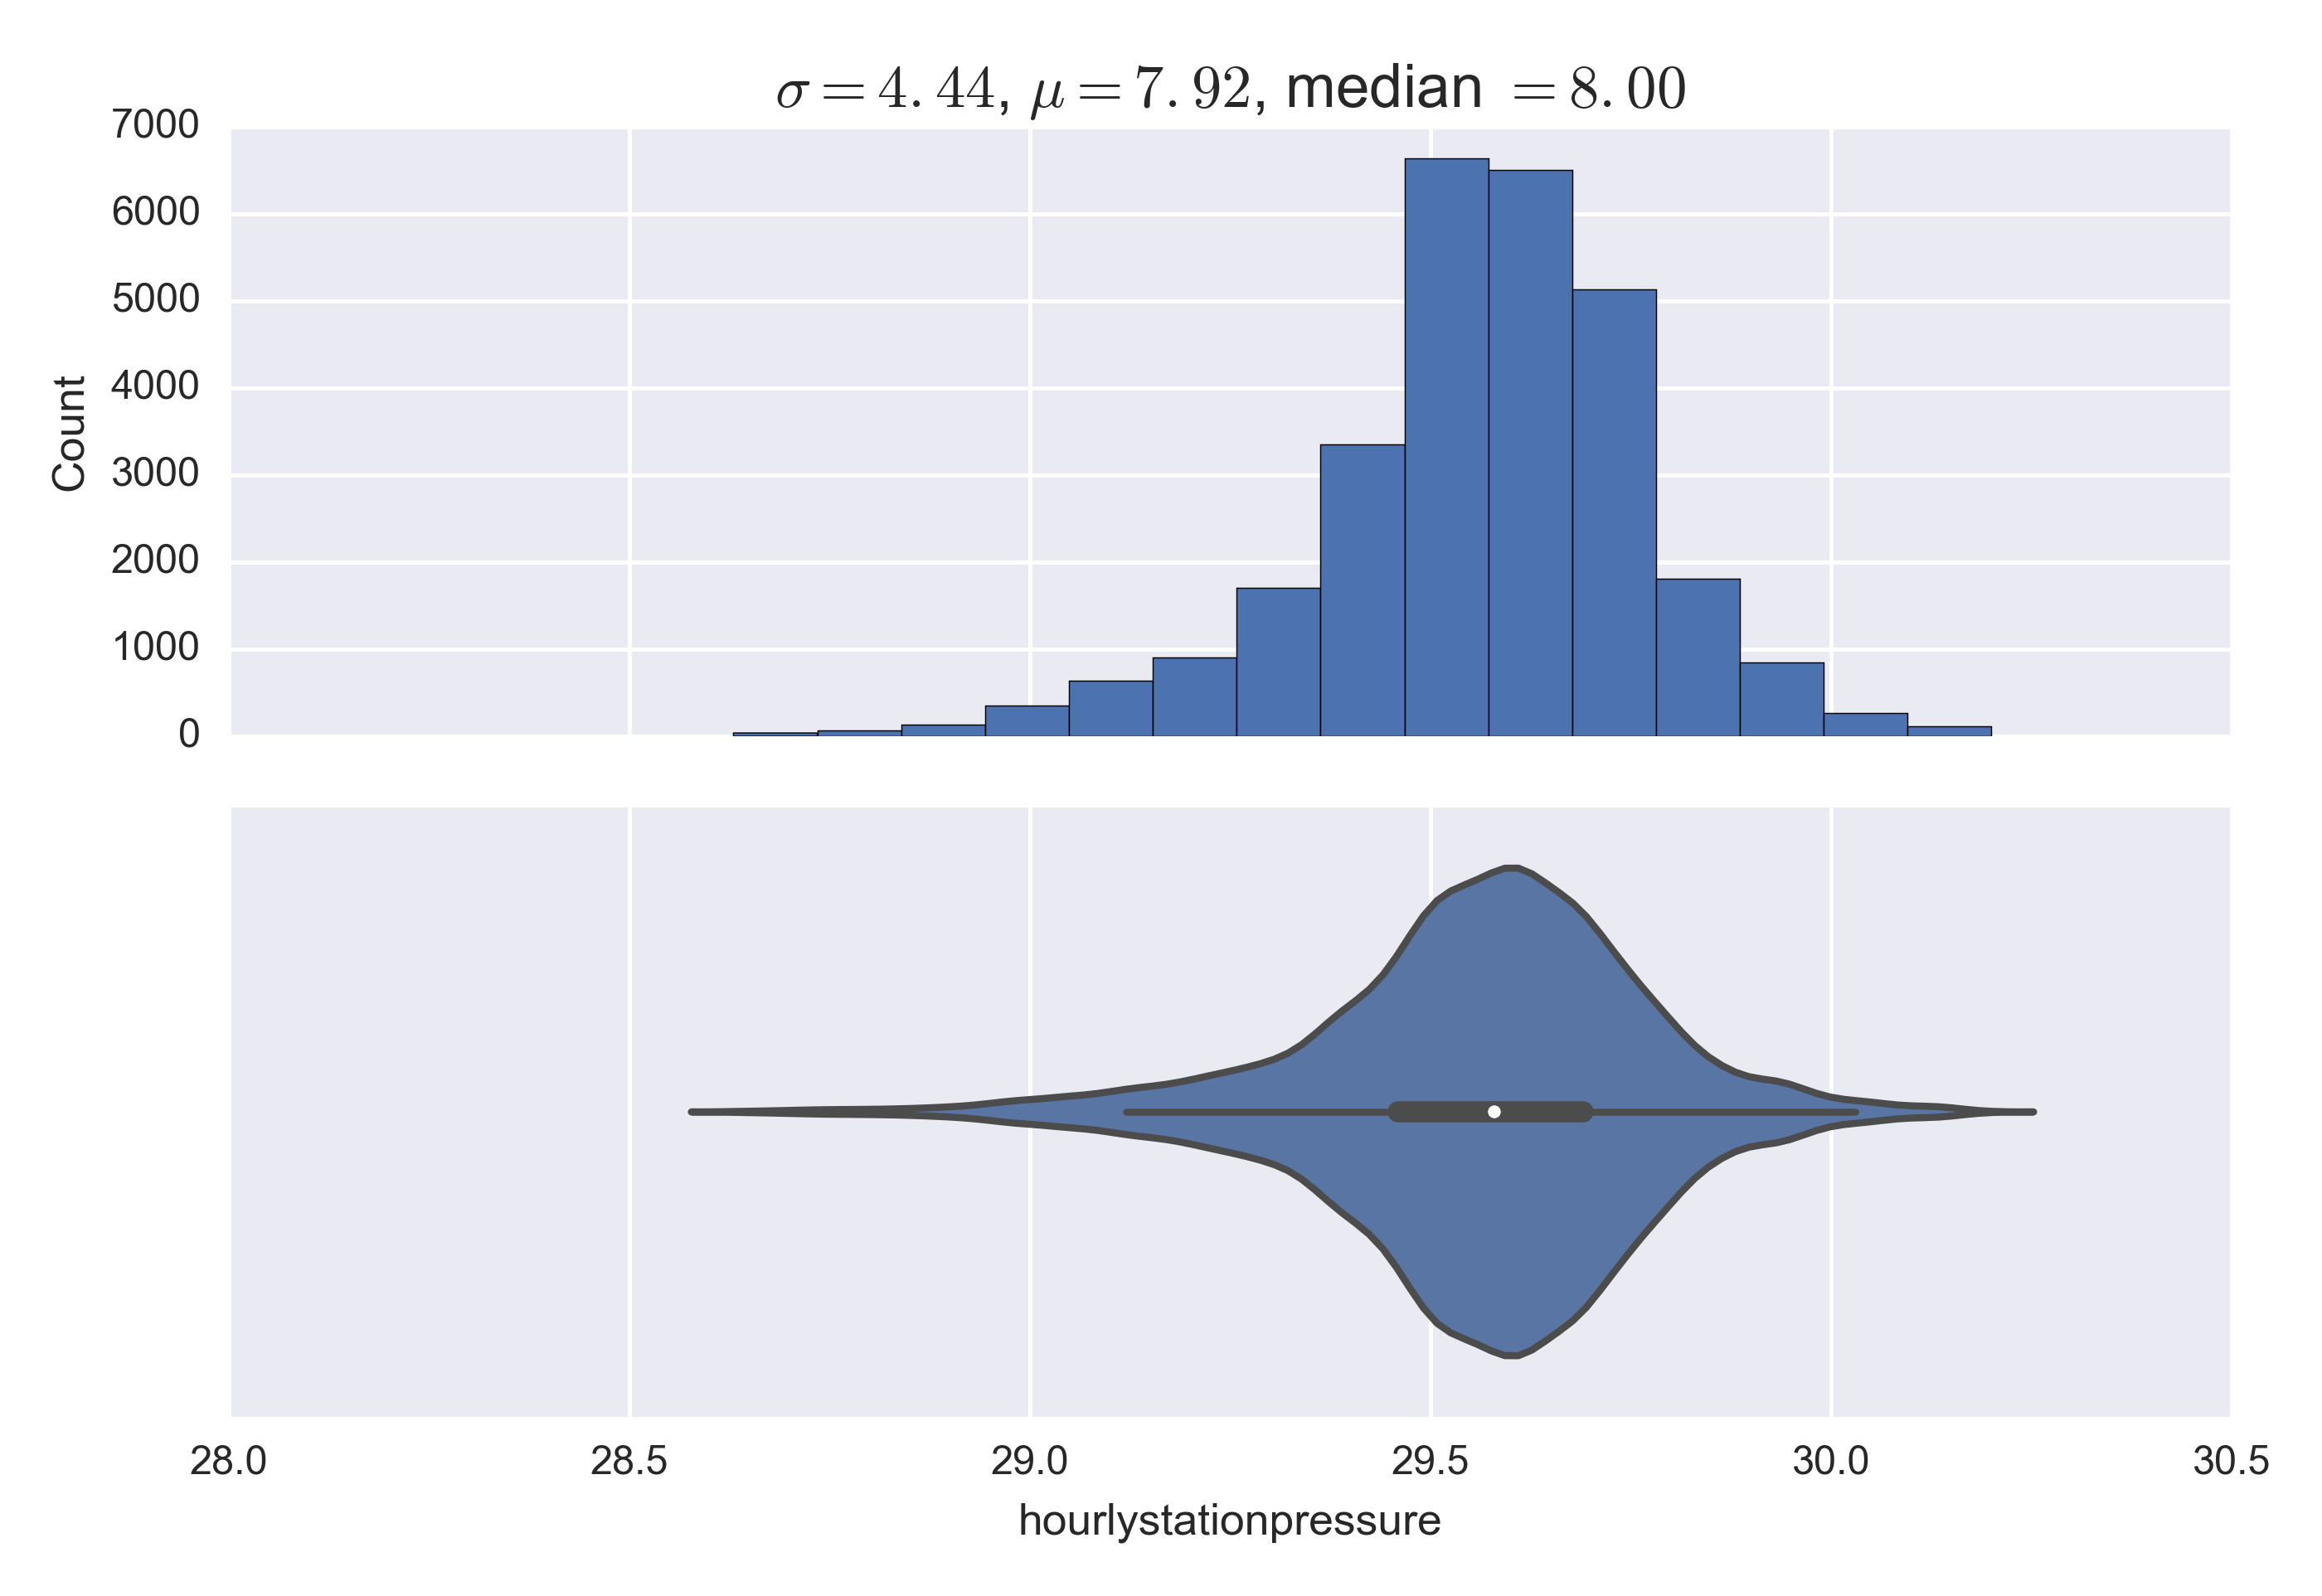 σ = 4.44, μ = 7.92, median = 8.00
7000
6000
5000
4000
3000
2000
1000
0
Count
28.0 28.5 29.0 29.5 30.0 30.5
hourlystationpressure